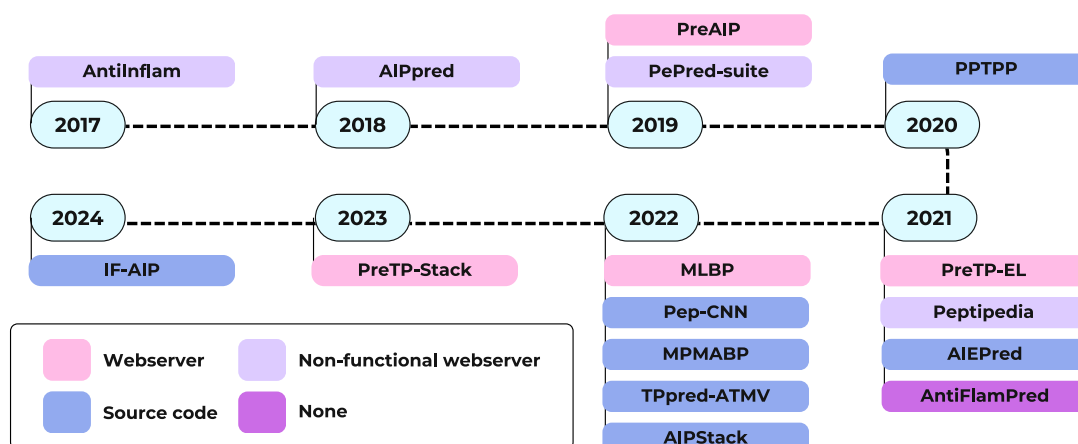 PreAIP
AntiInflam
AIPpred
PePred-suite
PPTPP
2017
2018
2019
2020
2024
2023
2022
2021
IF-AIP
PreTP-Stack
MLBP
PreTP-EL
Pep-CNN
Peptipedia
MPMABP
AIEPred
TPpred-ATMV
AntiFlamPred
AIPStack
Webserver
Non-functional webserver
Source code
None